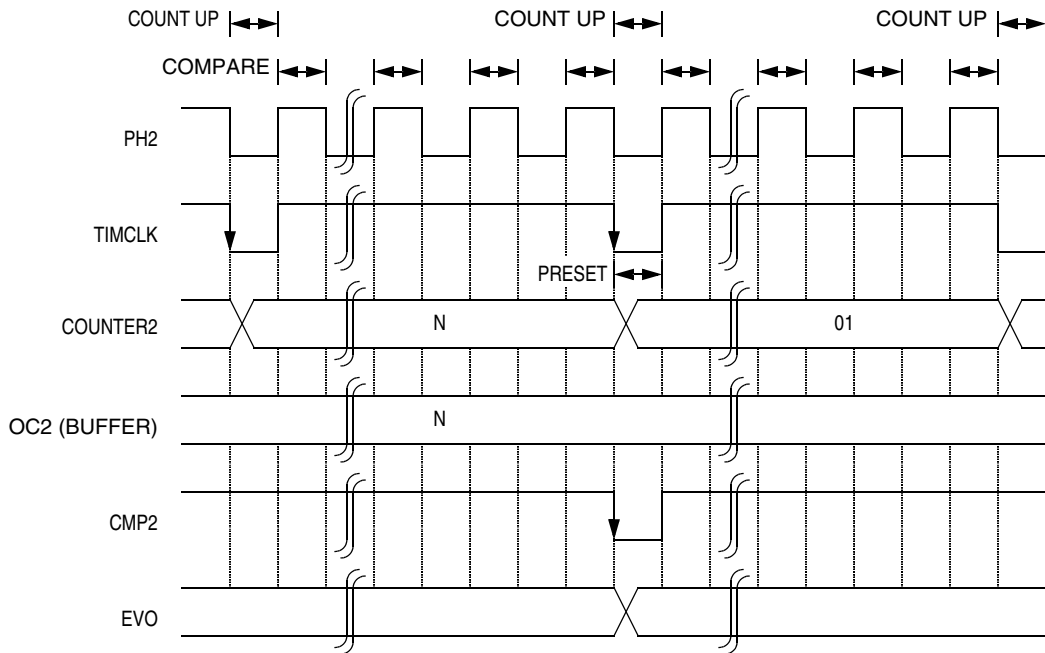 COUNT UP COUNT UP COUNT UP
COMPARE
PH2
TIMCLK
PRESET
COUNTER2 N 01
OC2 (BUFFER) N
CMP2
EVO